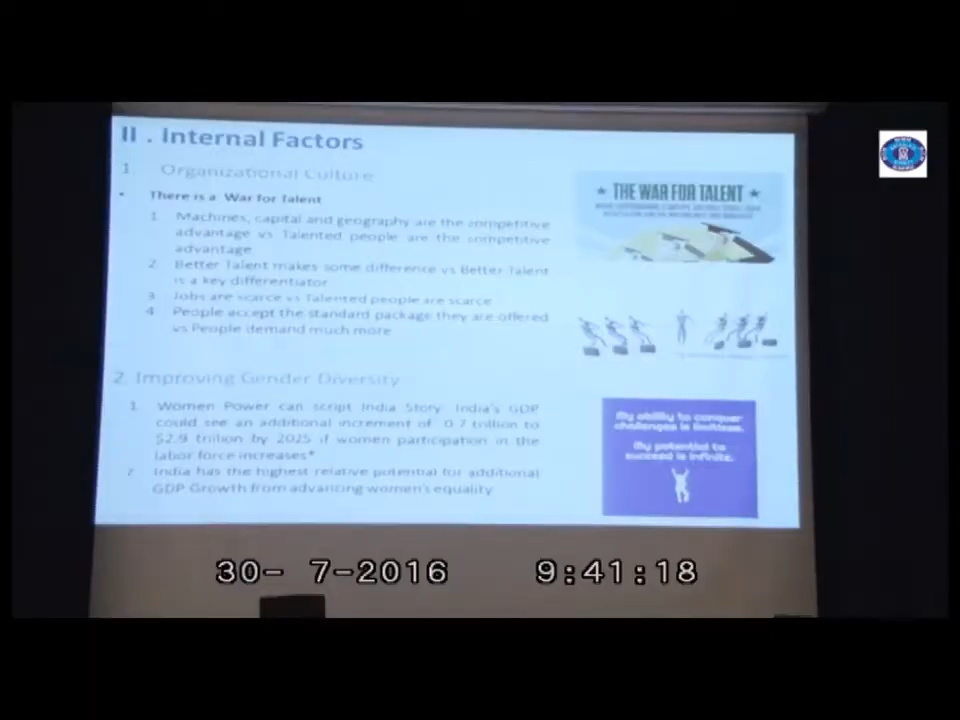 II . Internal Factors
1. Organizational Culture
• There is a War for Talent
1. Machines, capital and geography are the competitive
advantage vs Talented people are the competitive
advantage
2. Better Talent makes some difference vs Better Talent
is a key differentiator
3. Jobs are scarce vs Talented people are scarce
4. People accept the standard package they are offered
vs People demand much more
★ THE WAR FOR TALENT ★
2. Improving Gender Diversity
1. Women Power can script India Story: India's GDP
could see an additional increment of 0.7 trillion to
$2.9 trillion by 2025 if women participation in the
labor force increases*
2. India has the highest relative potential for additional
GDP Growth from advancing women's equality
My ability to conquer
challenges is limitless.
My potential to
succeed is infinite.
30- 7-2016 9:41:18